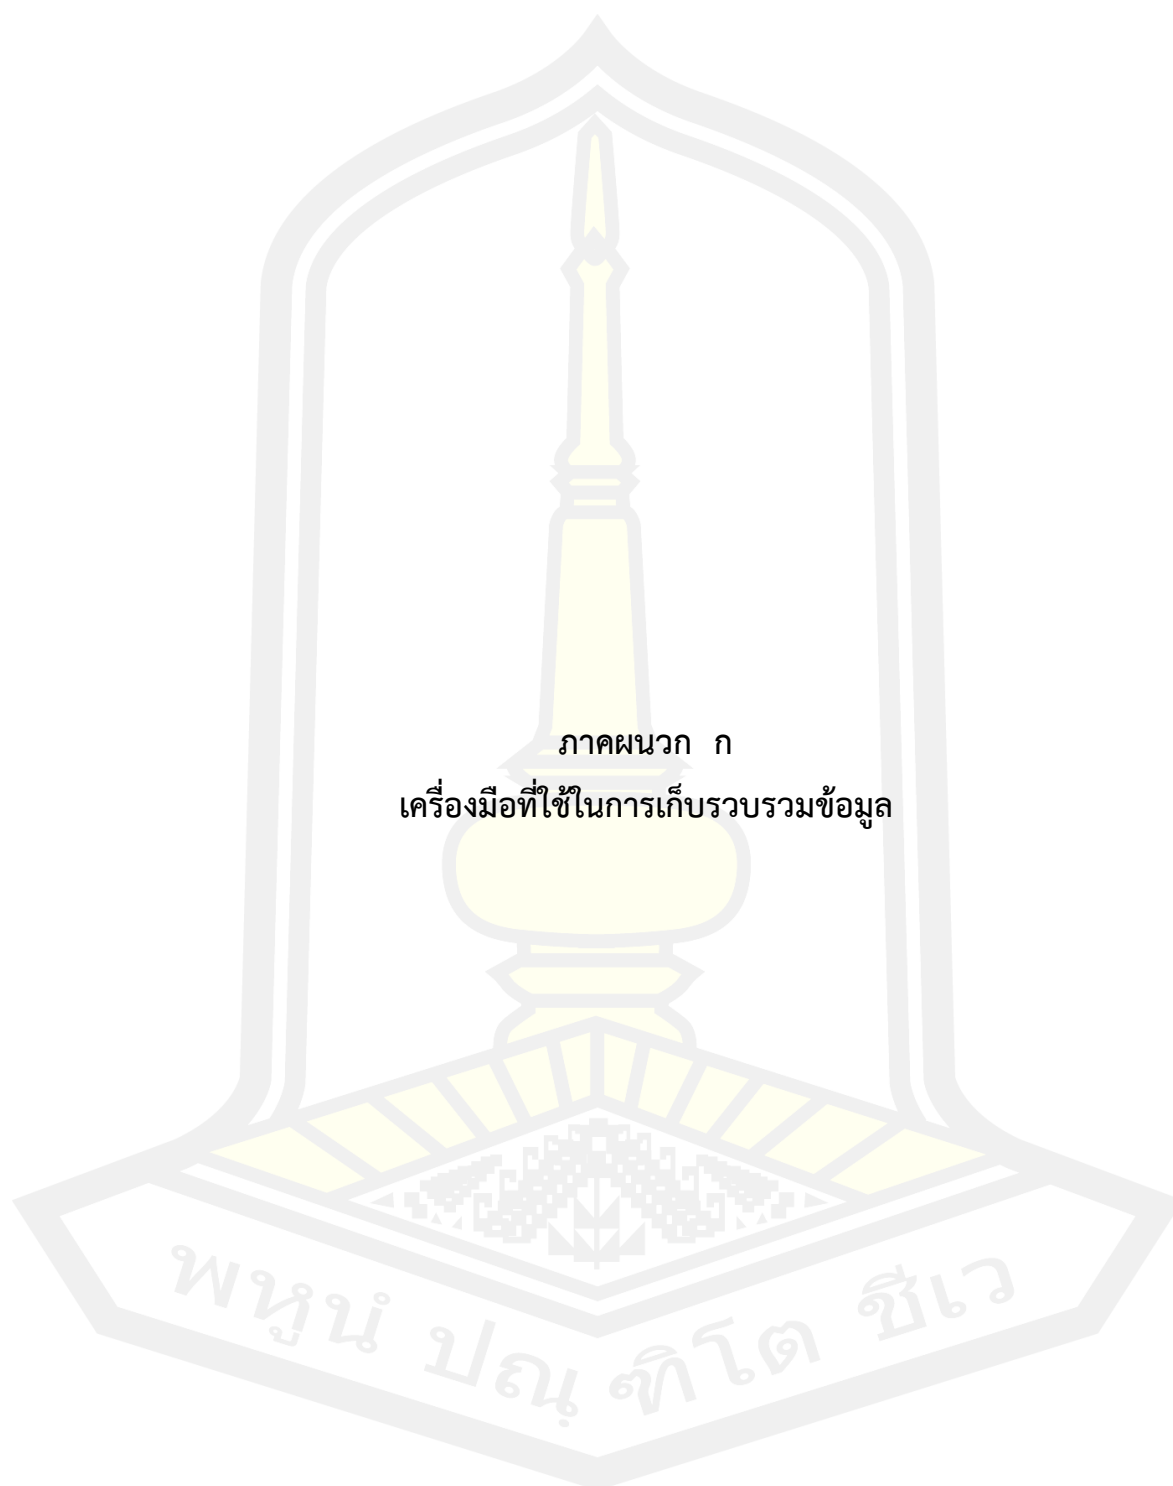 ภาคผนวก ก
เครื่องมือที่ใช้ในการเก็บรวบรวมข้อมูล
พหูนํ ปณฺฑิโต ชีเว